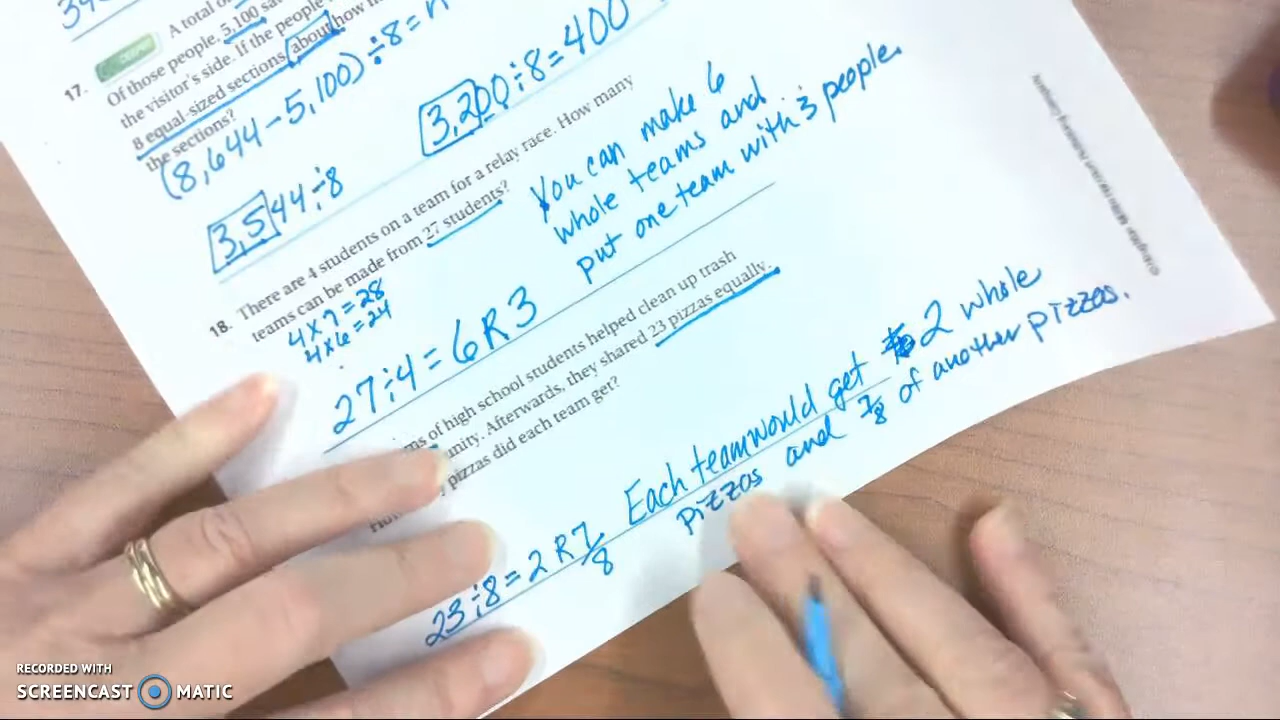 17.
A total o
Of those people, 5,100 sa
the visitor's side. If the people
8 equal-sized sections, about how m
the sections?
(8,644 - 5,100) ÷ 8 = n
3,200 ÷ 8 = 400
3,544 ÷ 8
18. There are 4 students on a team for a relay race. How many
teams can be made from 27 students?
4 x 7 = 28
4 x 6 = 24
27 ÷ 4 = 6 R 3
You can make 6
whole teams and
put one team with 3 people.
ms of high school students helped clean up trash
unity. Afterwards, they shared 23 pizzas equally.
pizzas did each team get?
23 ÷ 8 = 2 R 7/8
Each team would get 2 whole
pizzas and 7/8 of another pizzas.
RECORDED WITH
SCREENCAST MATIC